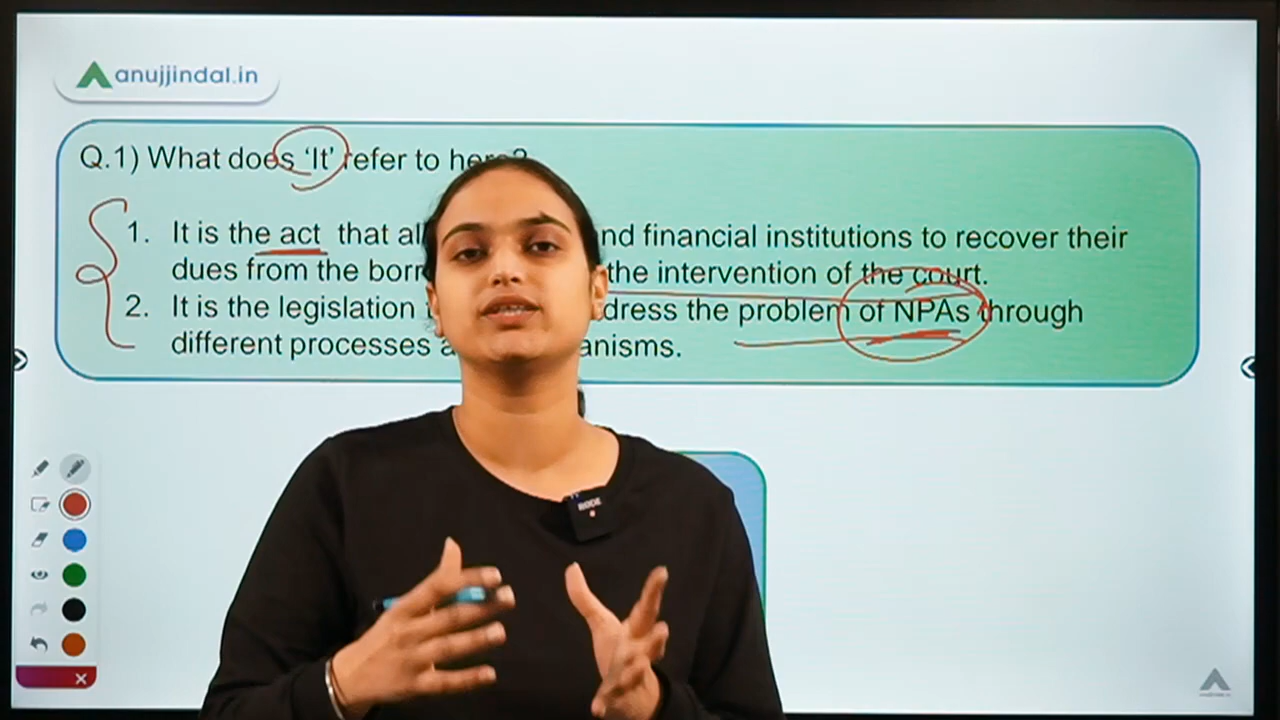 anujjindal.in
Q.1) What does 'It' refer to here?
1. It is the act that nd financial institutions to recover their
dues from the the intervention of the court.
2. It is the legislation dress the problem of NPAs through
different processes anisms.
RODE